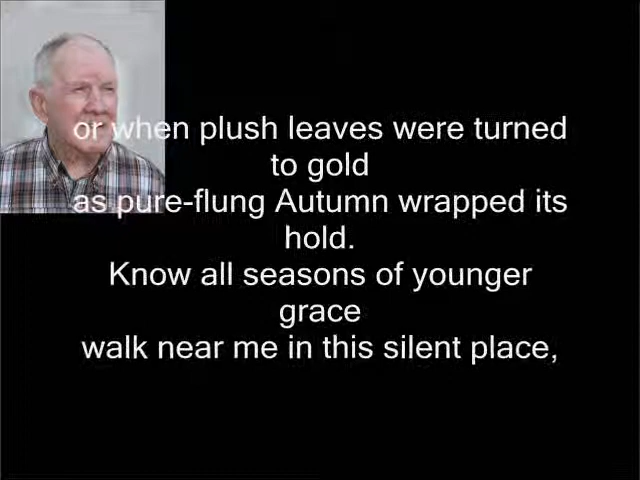 or when plush leaves were turned
to gold
as pure-flung Autumn wrapped its
hold.
Know all seasons of younger
grace
walk near me in this silent place,